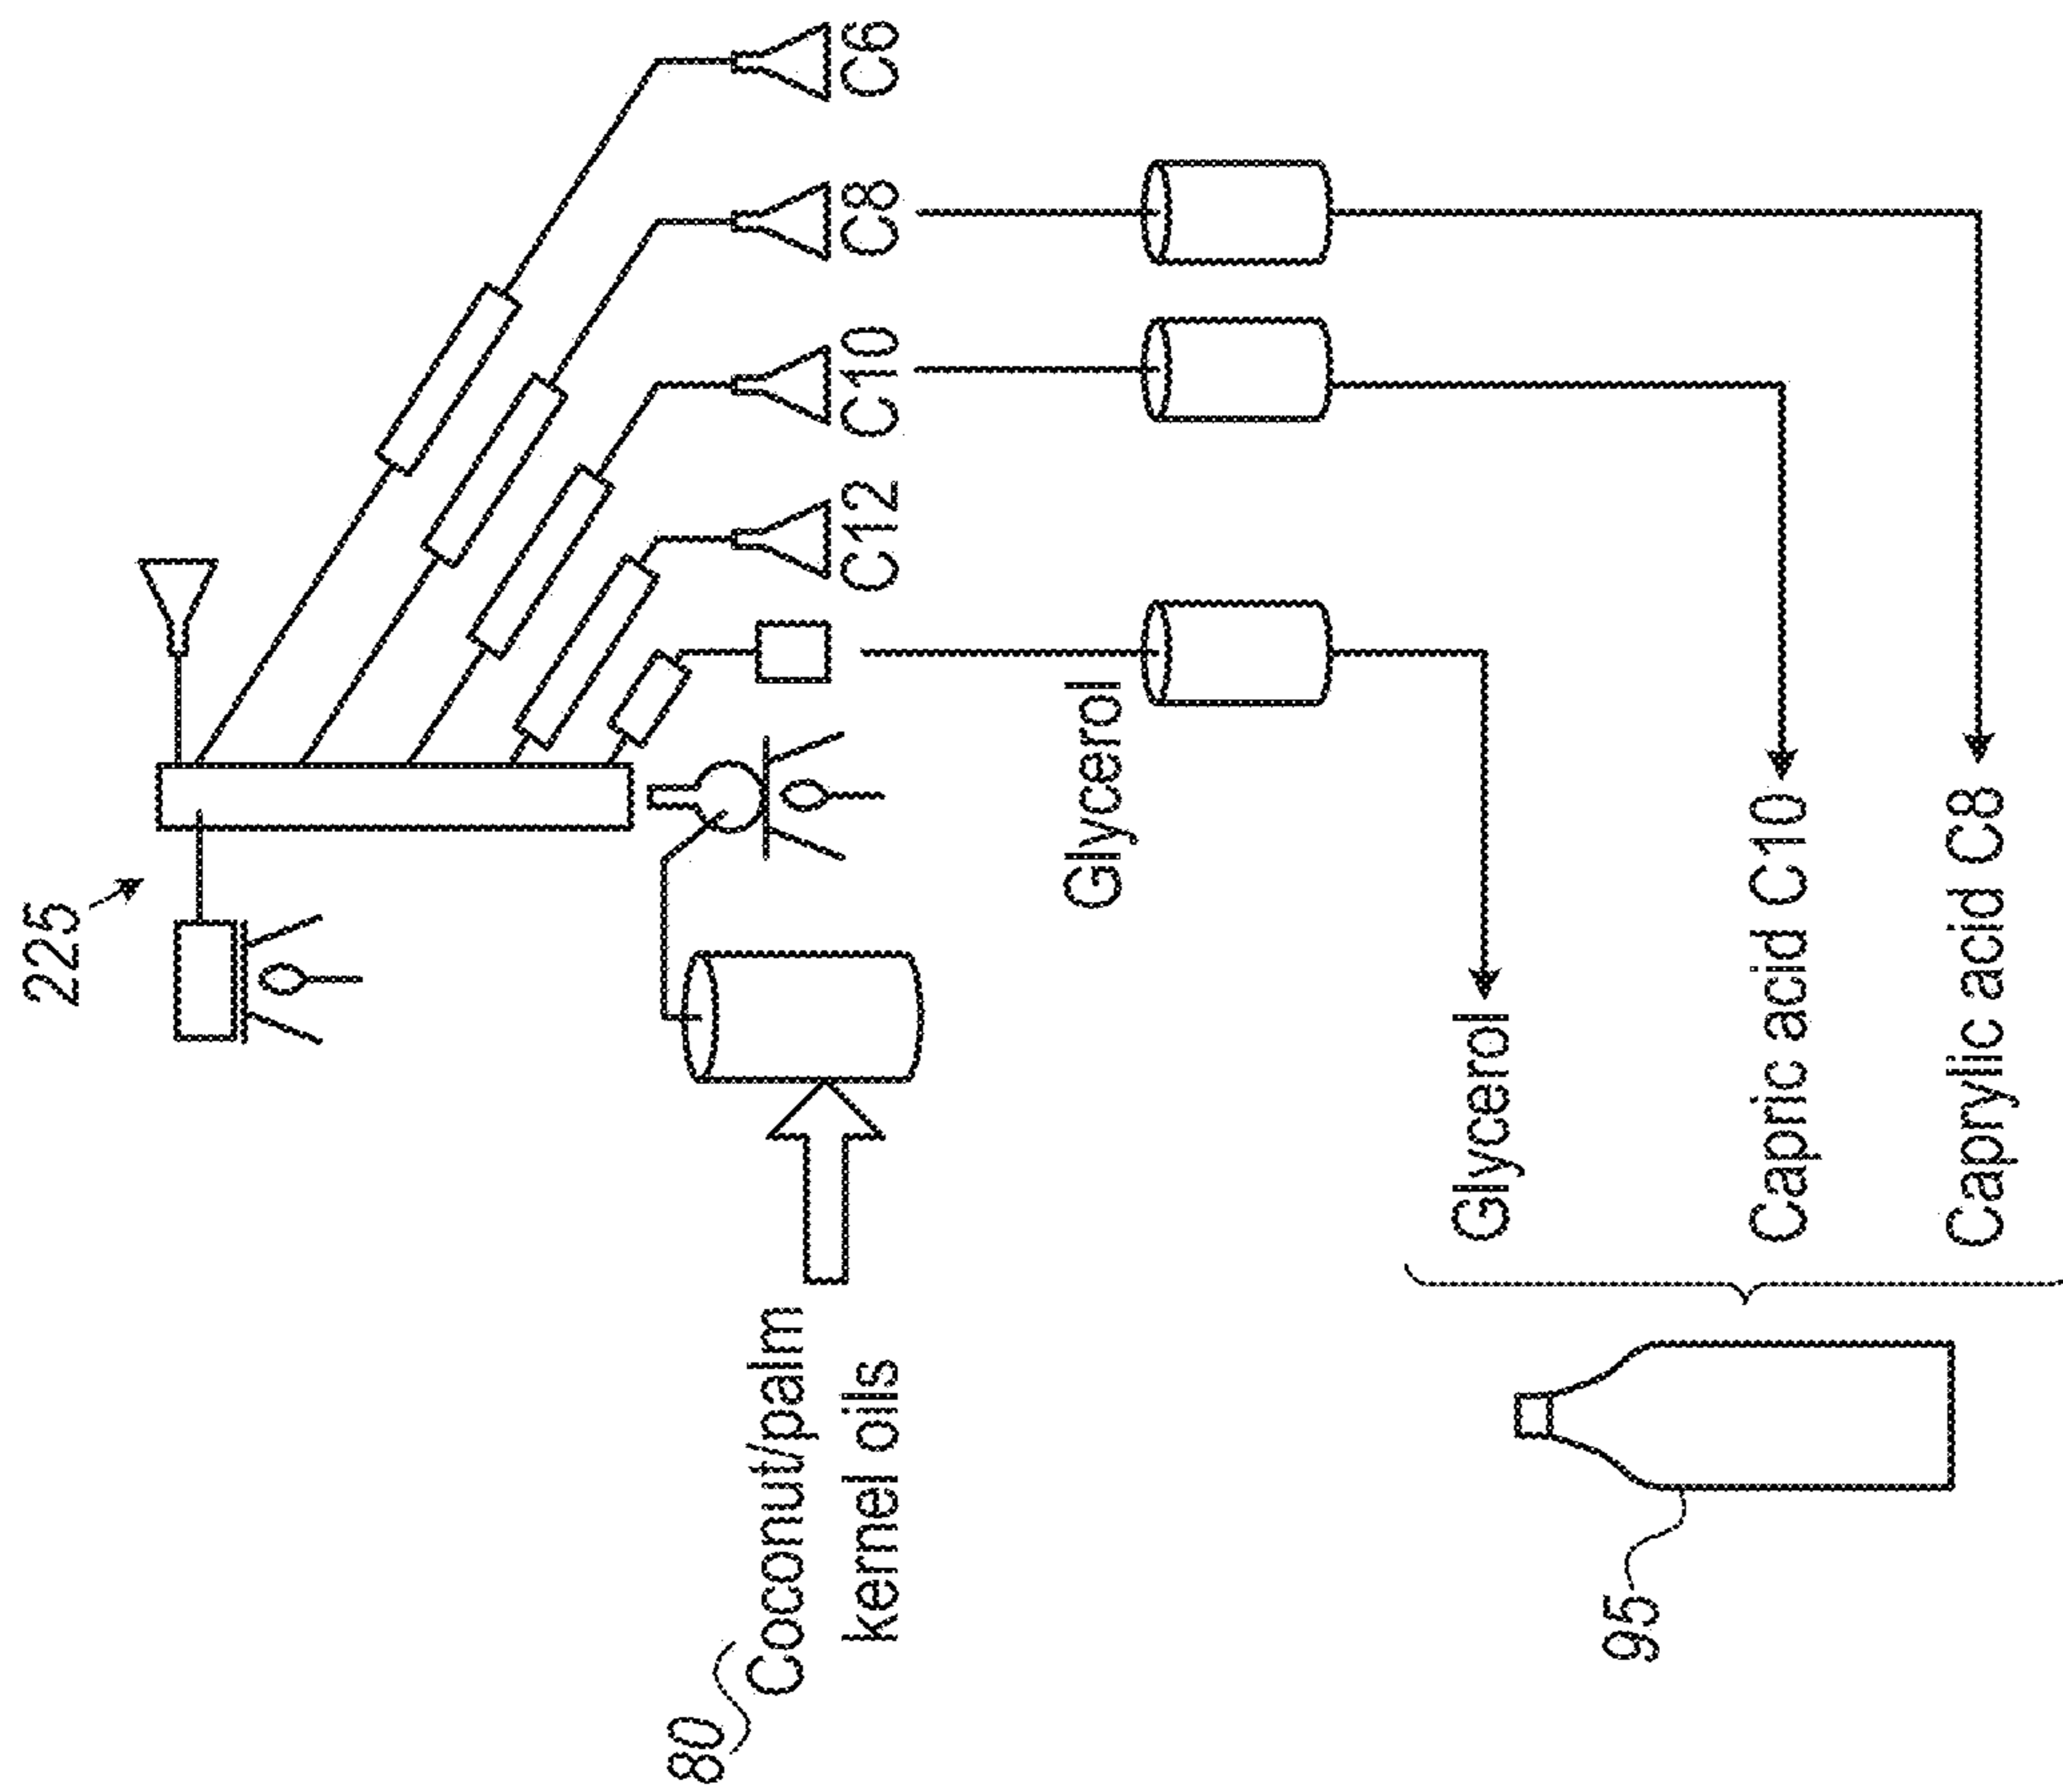 225
C6
C8
C10
C12
80
Coconut/palm
kernel oils
Glycerol
Glycerol
Capric acid C10
Caprylic acid C8
95